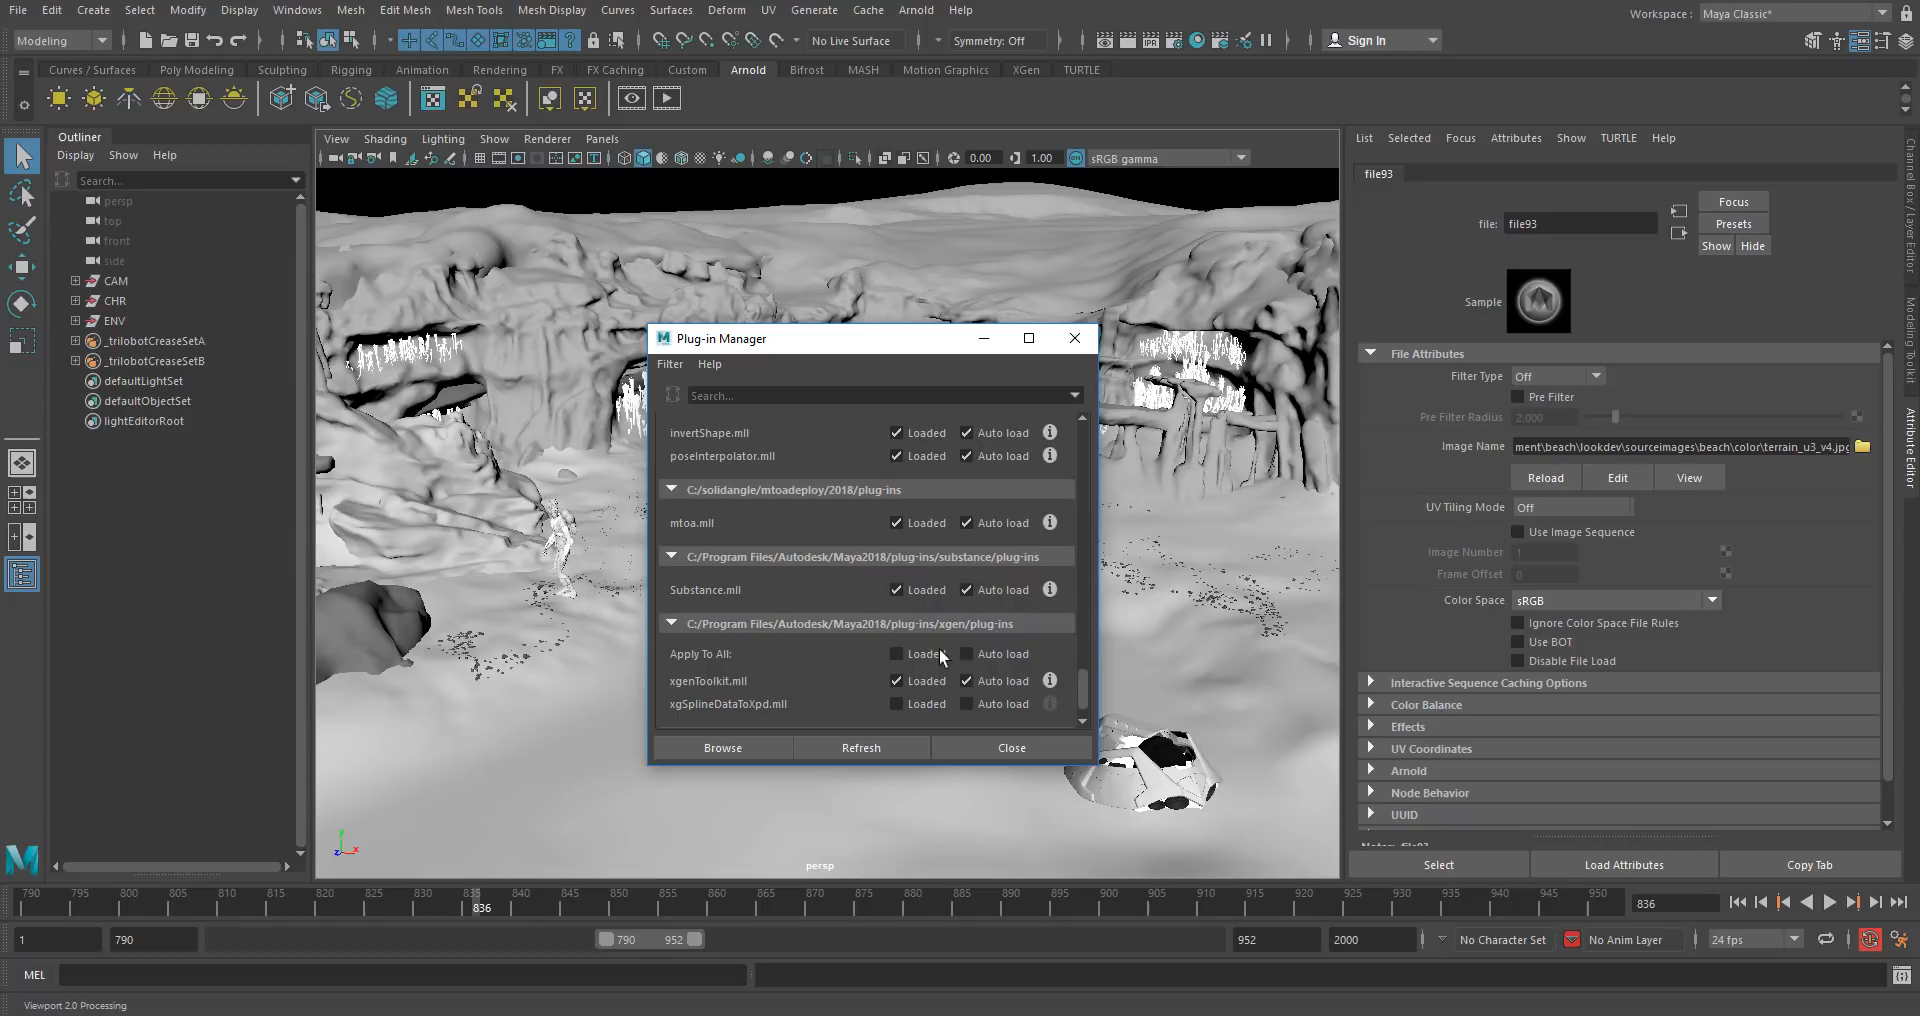 File Edit Create Select Modify Display Windows Mesh Edit Mesh Mesh Tools Mesh Display Curves Surfaces Deform UV Generate Cache Arnold Help
Workspace : Maya Classic*
Modeling
No Live Surface
Symmetry: Off
Sign In
Curves / Surfaces Poly Modeling Sculpting Rigging Animation Rendering FX FX Caching Custom Arnold Bifrost MASH Motion Graphics XGen TURTLE
IPR
Outliner
Display Show Help
Search...
persp
top
front
side
CAM
CHR
ENV
_trilobotCreaseSetA
_trilobotCreaseSetB
defaultLightSet
defaultObjectSet
lightEditorRoot
View Shading Lighting Show Renderer Panels
0.00 1.00 ON sRGB gamma
Plug-in Manager
Filter Help
Search...
invertShape.mll Loaded Auto load
poseInterpolator.mll Loaded Auto load
C:/solidangle/mtoadeploy/2018/plug-ins
mtoa.mll Loaded Auto load
C:/Program Files/Autodesk/Maya2018/plug-ins/substance/plug-ins
Substance.mll Loaded Auto load
C:/Program Files/Autodesk/Maya2018/plug-ins/xgen/plug-ins
Apply To All: Loaded Auto load
xgenToolkit.mll Loaded Auto load
xgSplineDataToXpd.mll Loaded Auto load
Browse Refresh Close
persp
List Selected Focus Attributes Show TURTLE Help
file93
Focus
file: file93
Presets
Show Hide
Sample
File Attributes
Filter Type Off
Pre Filter
Pre Filter Radius 2.000
Image Name ment\beach\lookdev\sourceimages\beach\color\terrain_u3_v4.jpg
Reload Edit View
UV Tiling Mode Off
Use Image Sequence
Image Number 1
Frame Offset 0
Color Space sRGB
Ignore Color Space File Rules
Use BOT
Disable File Load
Interactive Sequence Caching Options
Color Balance
Effects
UV Coordinates
Arnold
Node Behavior
UUID
Select Load Attributes Copy Tab
Channel Box / Layer Editor
Modeling Toolkit
Attribute Editor
790 795 800 805 810 815 820 825 830 835 840 845 850 855 860 865 870 875 880 885 890 895 900 905 910 915 920 925 930 935 940 945 950
836
836
1 790 790 952 952 2000 No Character Set No Anim Layer 24 fps
MEL
Viewport 2.0 Processing